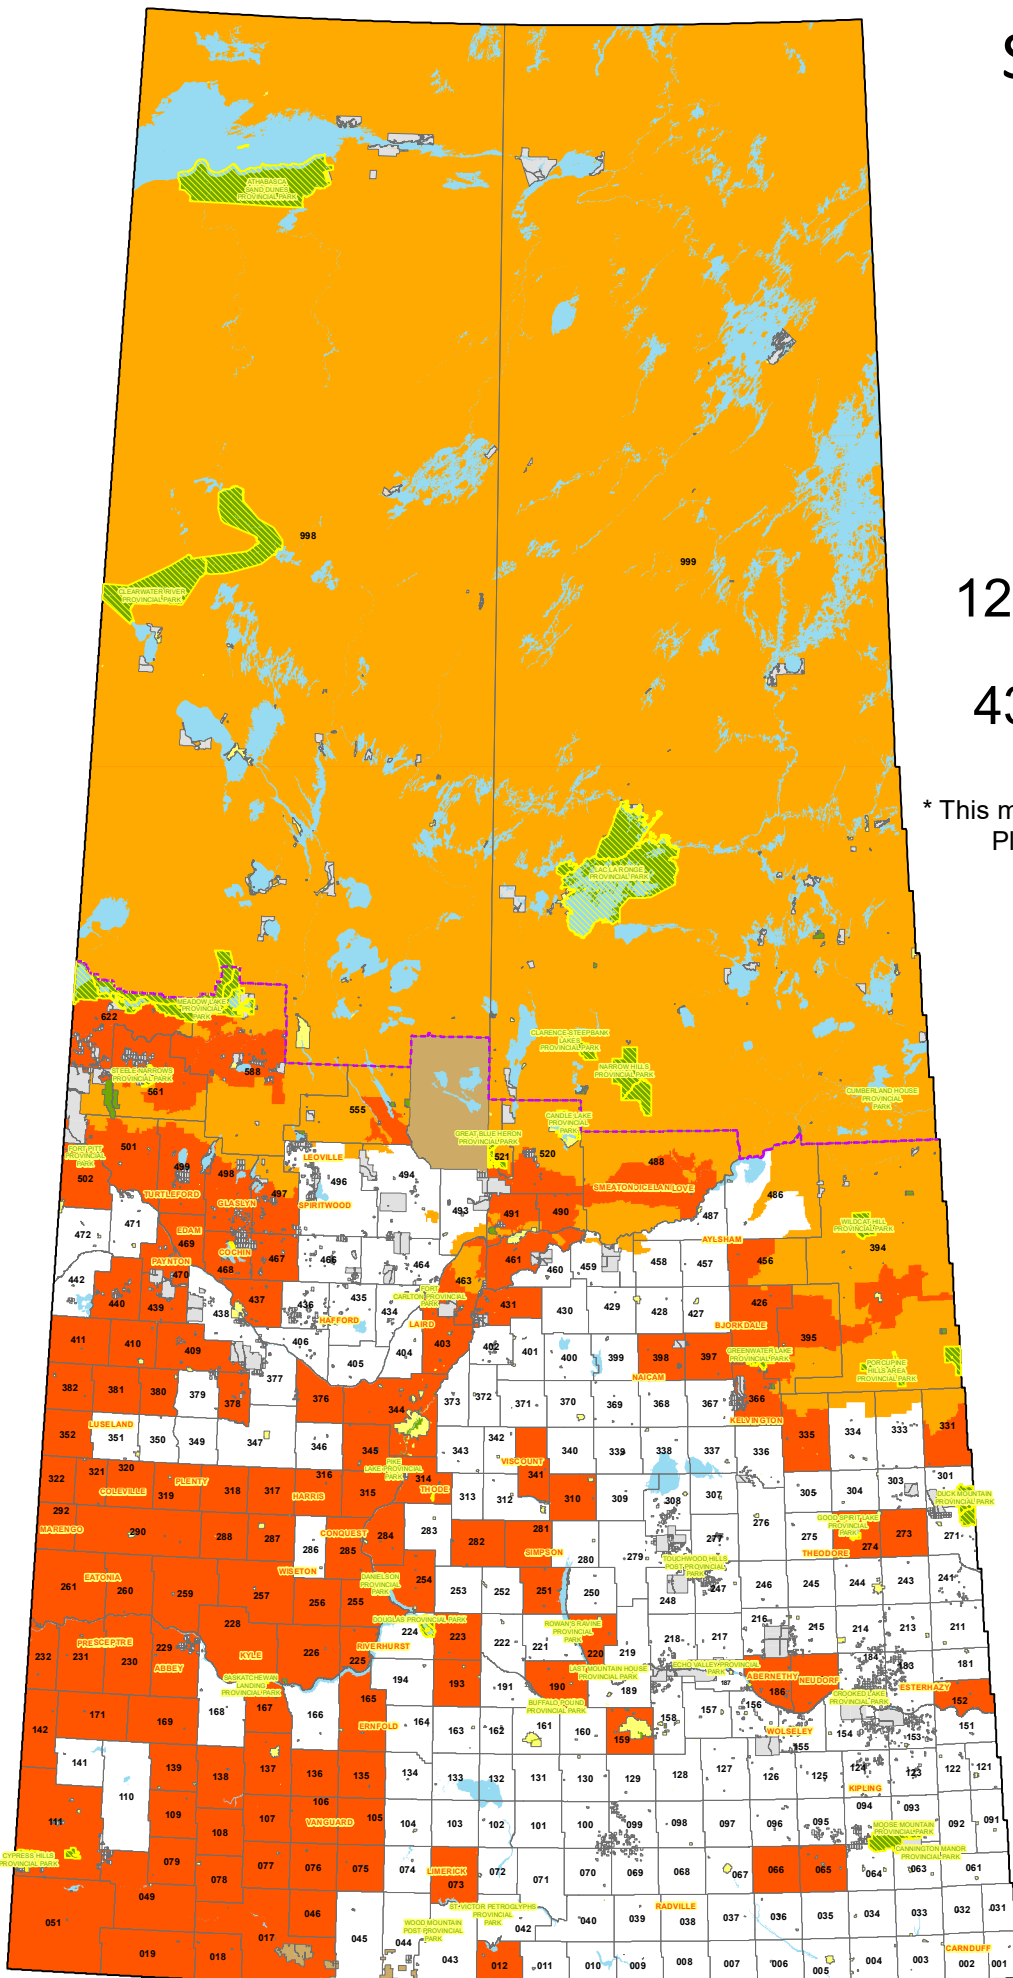 S
ATHABASCA
SAND DUNES
PROVINCIAL PARK
998
999
CLEARWATER RIVER
PROVINCIAL PARK
12
43
* This m
Pl
LAC LA RONGE
PROVINCIAL PARK
MEADOW LAKE
PROVINCIAL
PARK
622
CLARENCE-STEEPBANK
LAKES
PROVINCIAL PARK
NARROW HILLS
PROVINCIAL PARK
STEELE NARROWS
PROVINCIAL PARK
588
561
CUMBERLAND HOUSE
PROVINCIAL
PARK
555
CANDLE LAKE
PROVINCIAL
PARK
GREAT BLUE HERON
PROVINCIAL PARK
FORT PITT
PROVINCIAL
PARK
501 499 498 LEOVILLE 494 521 520 488
502 497 496 SMEATON CELAN LOVE
TURTLEFORD GLASLYN SPIRITWOOD 493 491 490 486
472 471 EDAM 487
469 COCHIN AYLSHAM WILDCAT HILL
PROVINCIAL PARK
PAYNTON 468 467 466 464 461 460 459 458 457 456 394
442 470 463
440 439 438 437 436 435 434 FORT
CARLTON PROVINCIAL
PARK
431 430 429 428 427 426
HAFFORD LAIRD BJORKDALE
411 410 409 406 405 404 403 402 401 400 399 398 397 395
GREENWATER LAKE
PROVINCIAL PARK
PORCUPINE
HILLS AREA
PROVINCIAL PARK
NAICAM
382 381 380 379 378 377 376 373 372 371 370 369 368 367 366
344 KELVINGTON
LUSELAND
352 351 350 349 347 346 345 343 342 340 339 338 337 336 335 334 333 331
PIKE
LAKE PROVINCIAL
PARK
VISCOUNT
341
322 321 320 319 318 317 316 315 314 313 312 310 309 308 307 305 304 303 301
COLEVILLE PLENTY HARRIS THODE
DUCK MOUNTAIN
PROVINCIAL PARK
292
MARENGO 290 288 287 286 285 284 283 282 281 280 279 277 276 275 274 273 271
CONQUEST SIMPSON THEODORE
GOOD SPIRIT LAKE
PROVINCIAL
PARK
TOUCHWOOD HILLS
POST PROVINCIAL
PARK
WISETON
EATONIA
261 260 259 257 256 255 254 253 252 251 250 248 247 246 245 244 243 241
DANIELSON
PROVINCIAL
PARK
DOUGLAS PROVINCIAL PARK
PRESCEPTRE
232 231 230 229 228 226 225 224 223 222 221 220 219 218 217 216 215 214 213 211
ABBEY KYLE RIVERHURST
ROWAN'S RAVINE
PROVINCIAL
PARK
SASKATCHEWAN
LANDING
PROVINCIAL PARK
LAST MOUNTAIN HOUSE
PROVINCIAL PARK
ECHO VALLEY PROVINCIAL
PARK
194 193 191 190 189 187 186 184 183 181
ABERNETHY NEUDORF ESTERHAZY
BUFFALO POUND
PROVINCIAL PARK
CROOKED LAKE
PROVINCIAL PARK
142 171 169 168 167 166 165 164 163 162 161 160 159 158 157 156 155 154 153 152 151
ERNFOLD WOLSELEY
141 139 138 137 136 135 134 133 132 131 130 129 128 127 126 125 124 123 122 121
KIPLING
111 110 109 108 107 106 105 104 103 102 101 100 099 098 097 096 095 094 093 092 091
VANGUARD
MOOSE MOUNTAIN
PROVINCIAL PARK
CANNINGTON MANOR
PROVINCIAL PARK
CYPRESS HILLS
PROVINCIAL PARK
079 078 077 076 075 074 073 072 071 070 069 068 067 066 065 064 063 061
LIMERICK
051 049 046 045 044 042 040 039 038 037 036 035 034 033 032 031
WOOD MOUNTAIN
POST PROVINCIAL
PARK
ST. VICTOR PETROGLYPHS
PROVINCIAL
PARK
RADVILLE
019 018 017 043 012 011 010 009 008 007 006 005 004 003 002 001
CARNDUFF